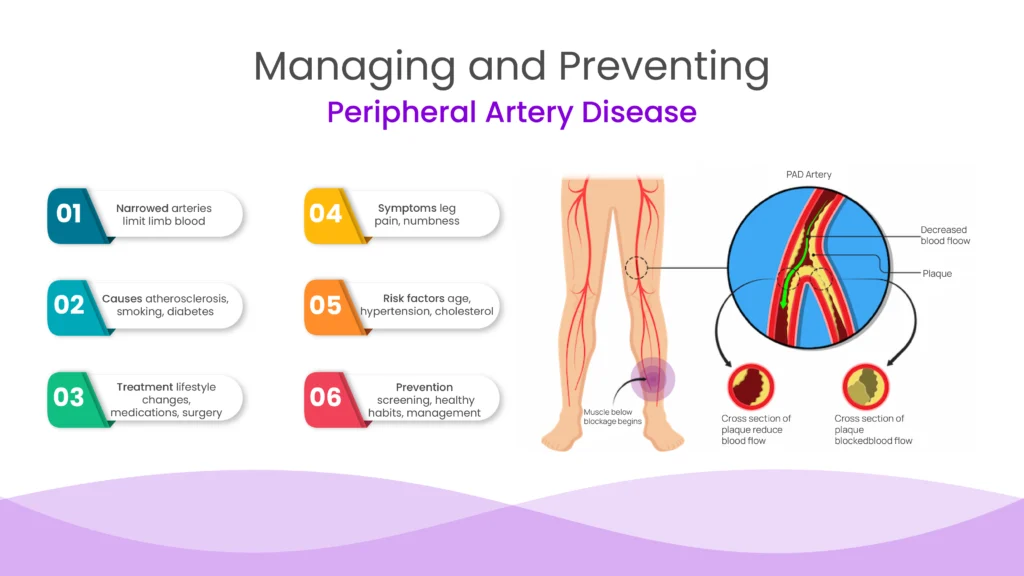 Managing and Preventing
Peripheral Artery Disease
01
Narrowed arteries
limit limb blood
02
Causes atherosclerosis,
smoking, diabetes
03
Treatment lifestyle
changes,
medications, surgery
04
Symptoms leg
pain, numbness
05
Risk factors age,
hypertension, cholesterol
06
Prevention
screening, healthy
habits, management
PAD Artery
Decreased
blood floow
Plaque
Muscle below
blockage begins
Cross section of
plaque reduce
blood flow
Cross section of
plaque
blockedblood flow